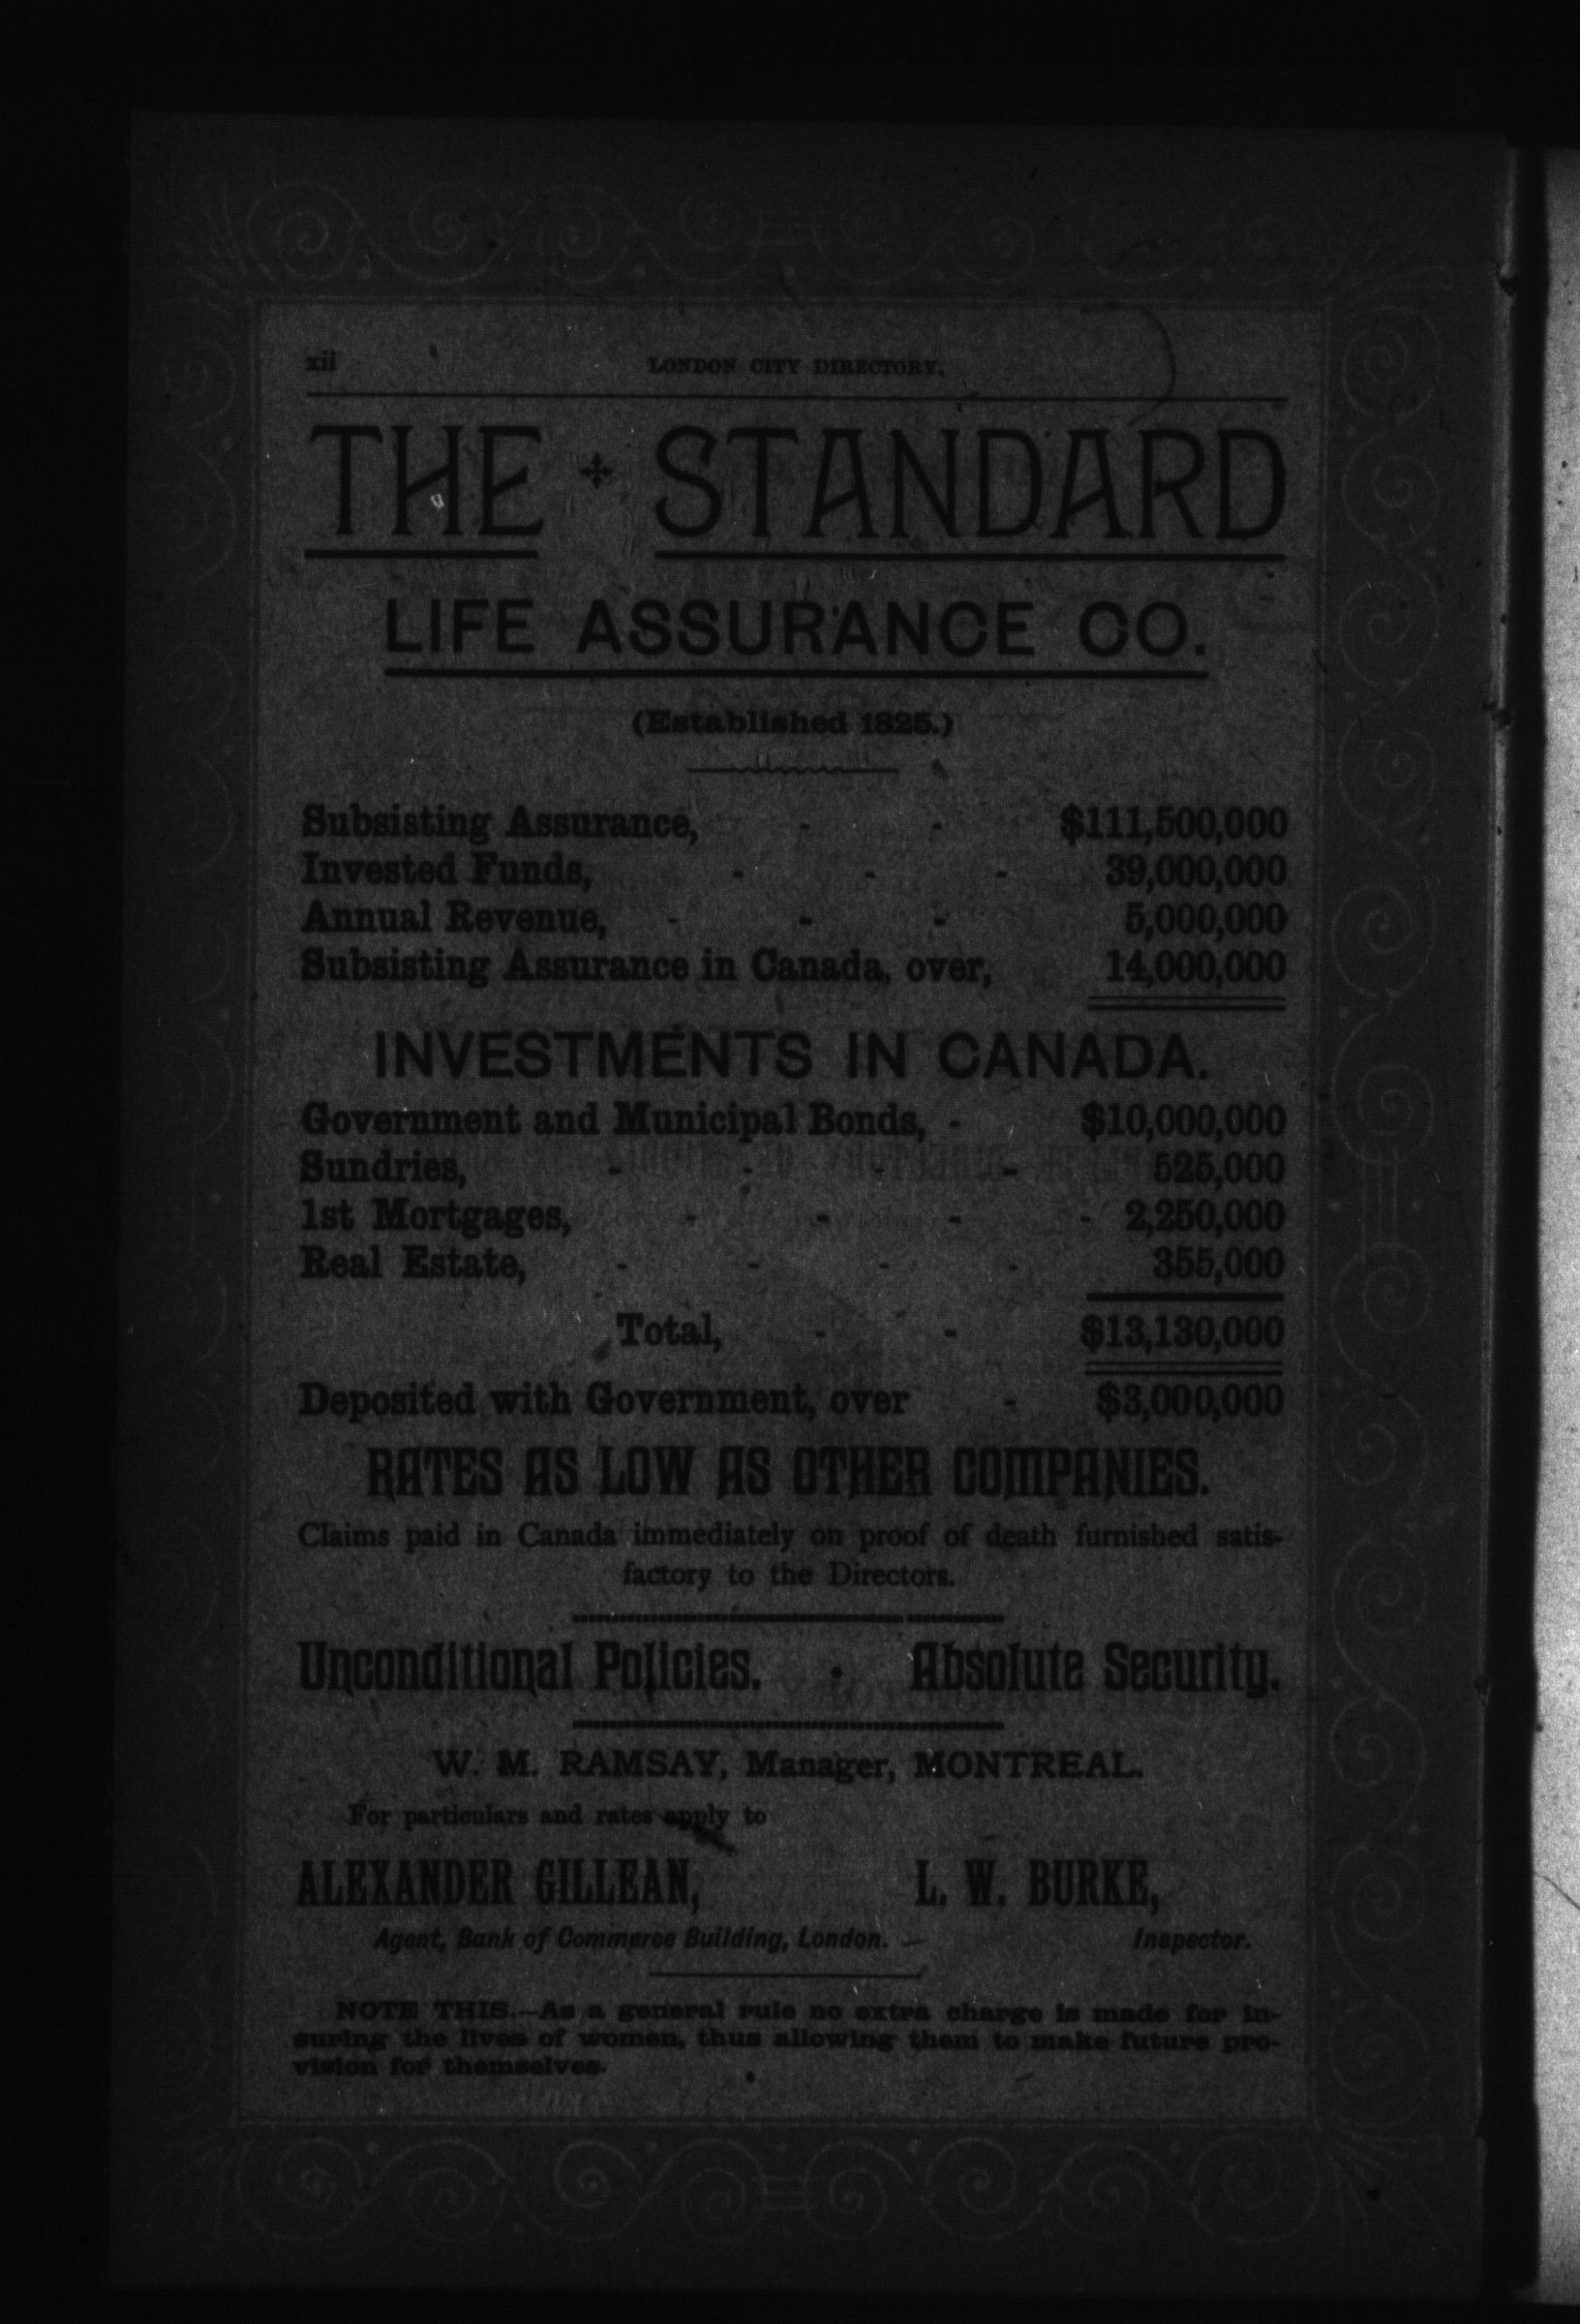 xii LONDON CITY DIRECTORY.
THE STANDARD
LIFE ASSURANCE CO.
(Established 1825.)
Subsisting Assurance, - - $111,500,000
Invested Funds, - - - 39,000,000
Annual Revenue, - - - 5,000,000
Subsisting Assurance in Canada, over, 14,000,000
INVESTMENTS IN CANADA.
Government and Municipal Bonds, - $10,000,000
Sundries, - - - - 525,000
1st Mortgages, - - - - 2,250,000
Real Estate, - - - - 355,000
Total, - - $13,130,000
Deposited with Government, over - $3,000,000
RATES AS LOW AS OTHER COMPANIES.
Claims paid in Canada immediately on proof of death furnished satis-
factory to the Directors.
Unconditional Policies. · Absolute Security.
W. M. RAMSAY, Manager, MONTREAL.
For particulars and rates apply to
ALEXANDER GILLEAN, L. W. BURKE,
Agent, Bank of Commerce Building, London. — Inspector.
NOTE THIS.—As a general rule no extra charge is made for in-
suring the lives of women, thus allowing them to make future pro-
vision for themselves.